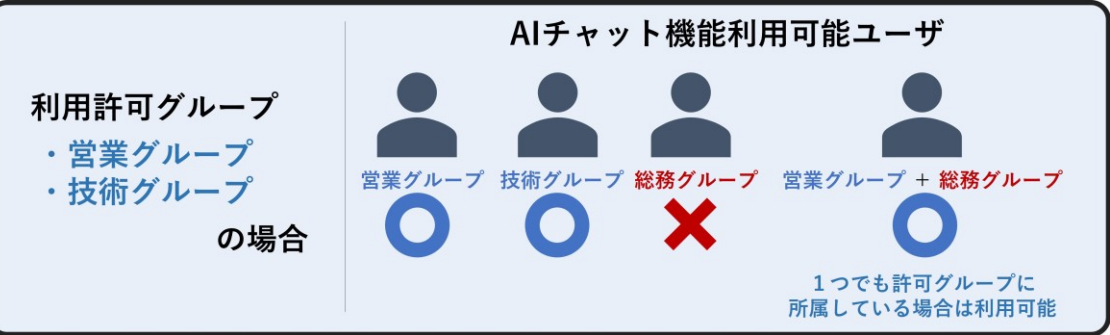 AIチャット機能利用可能ユーザ
利用許可グループ
・営業グループ
・技術グループ
の場合
営業グループ
技術グループ
総務グループ
営業グループ + 総務グループ
1つでも許可グループに
所属している場合は利用可能